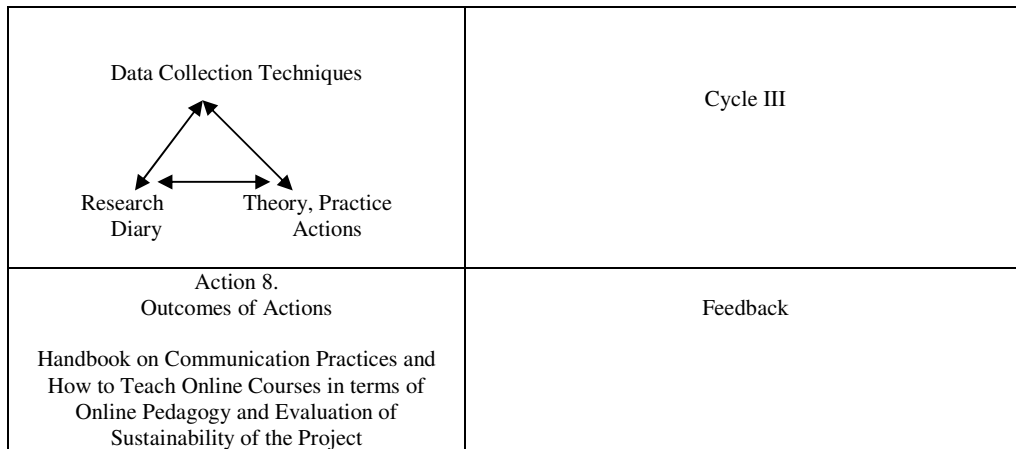 Data Collection Techniques
Cycle III
Research Theory, Practice
Diary Actions
Action 8.
Outcomes of Actions
Feedback
Handbook on Communication Practices and
How to Teach Online Courses in terms of
Online Pedagogy and Evaluation of
Sustainability of the Project